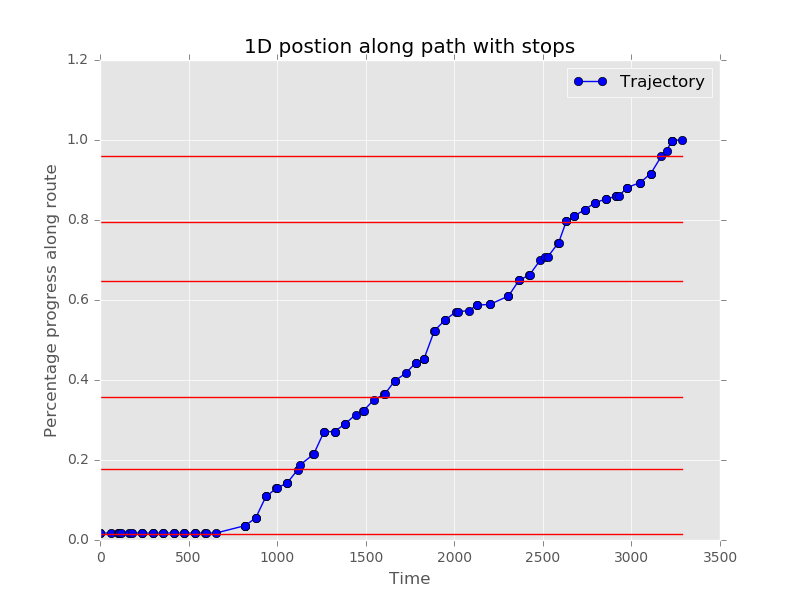 1D postion along path with stops
Trajectory
Percentage progress along route
1.2
1.0
0.8
0.6
0.4
0.2
0.0
0 500 1000 1500 2000 2500 3000 3500
Time